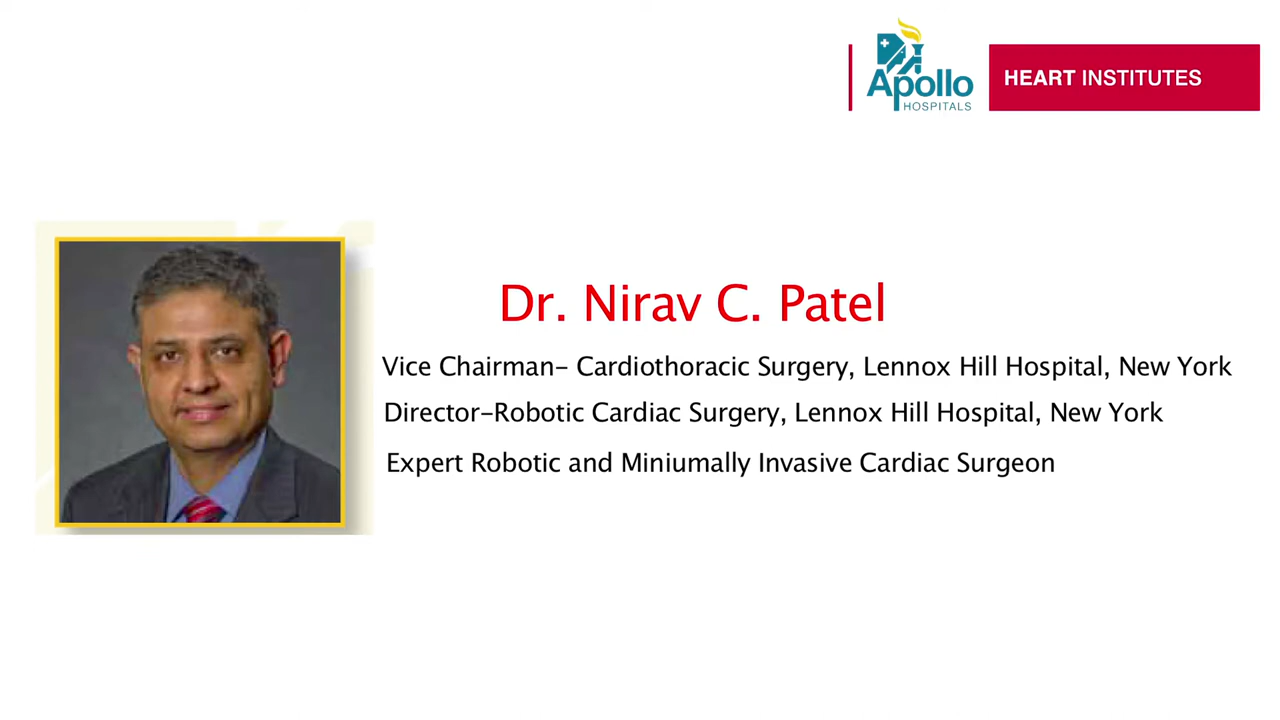 Apollo
HOSPITALS
HEART INSTITUTES
Dr. Nirav C. Patel
Vice Chairman- Cardiothoracic Surgery, Lennox Hill Hospital, New York
Director-Robotic Cardiac Surgery, Lennox Hill Hospital, New York
Expert Robotic and Miniumally Invasive Cardiac Surgeon